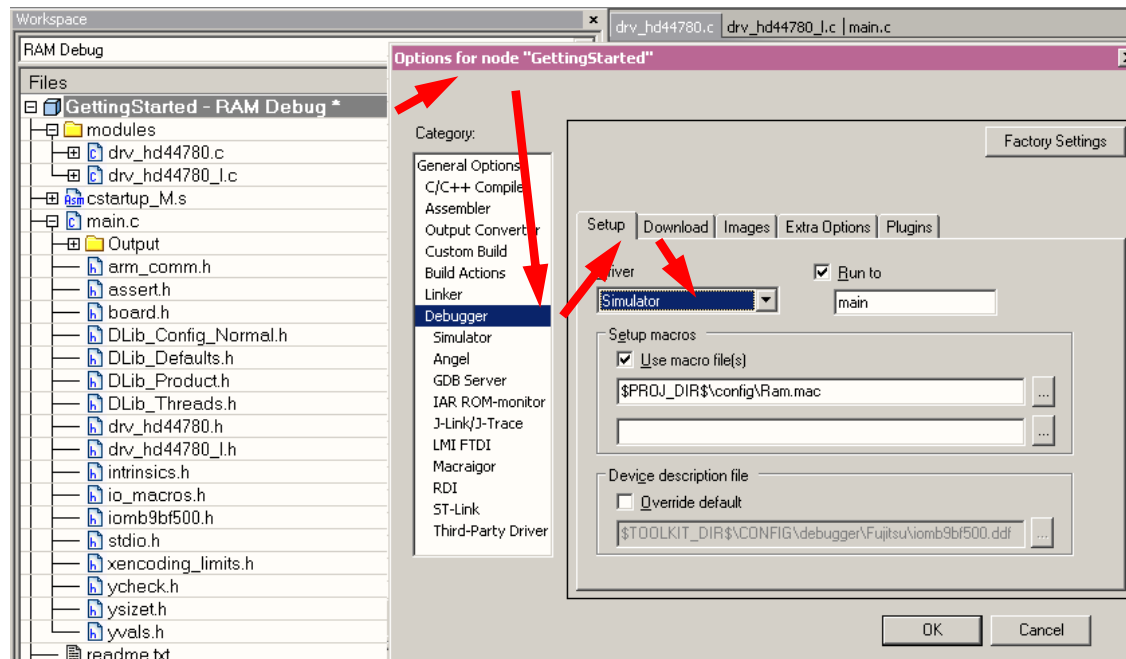 Workspace
RAM Debug
Files
GettingStarted - RAM Debug *
modules
drv_hd44780.c
drv_hd44780_l.c
cstartup_M.s
main.c
Output
arm_comm.h
assert.h
board.h
DLib_Config_Normal.h
DLib_Defaults.h
DLib_Product.h
DLib_Threads.h
drv_hd44780.h
drv_hd44780_l.h
intrinsics.h
io_macros.h
iomb9bf500.h
stdio.h
xencoding_limits.h
ycheck.h
ysizet.h
yvals.h
readme.txt
drv_hd44780.c drv_hd44780_l.c main.c
Options for node "GettingStarted"
Category:
General Options
C/C++ Compiler
Assembler
Output Converter
Custom Build
Build Actions
Linker
Debugger
Simulator
Angel
GDB Server
IAR ROM-monitor
J-Link/J-Trace
LMI FTDI
Macraigor
RDI
ST-Link
Third-Party Driver
Factory Settings
Setup Download Images Extra Options Plugins
Driver
Run to
Simulator
main
Setup macros
Use macro file(s)
$PROJ_DIR$\config\Ram.mac
...
...
Device description file
Override default
$TOOLKIT_DIR$\CONFIG\debugger\Fujitsu\iomb9bf500.ddf
...
OK Cancel